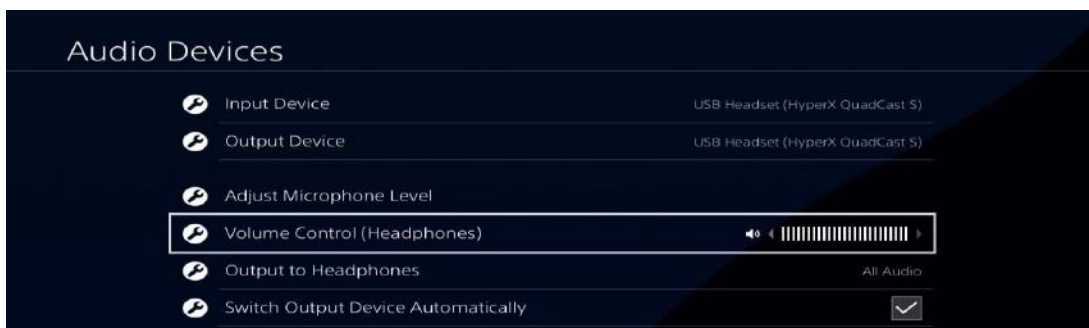 Audio Devices
Input Device USB Headset (HyperX QuadCast S)
Output Device USB Headset (HyperX QuadCast S)
Adjust Microphone Level
Volume Control (Headphones)
Output to Headphones All Audio
Switch Output Device Automatically